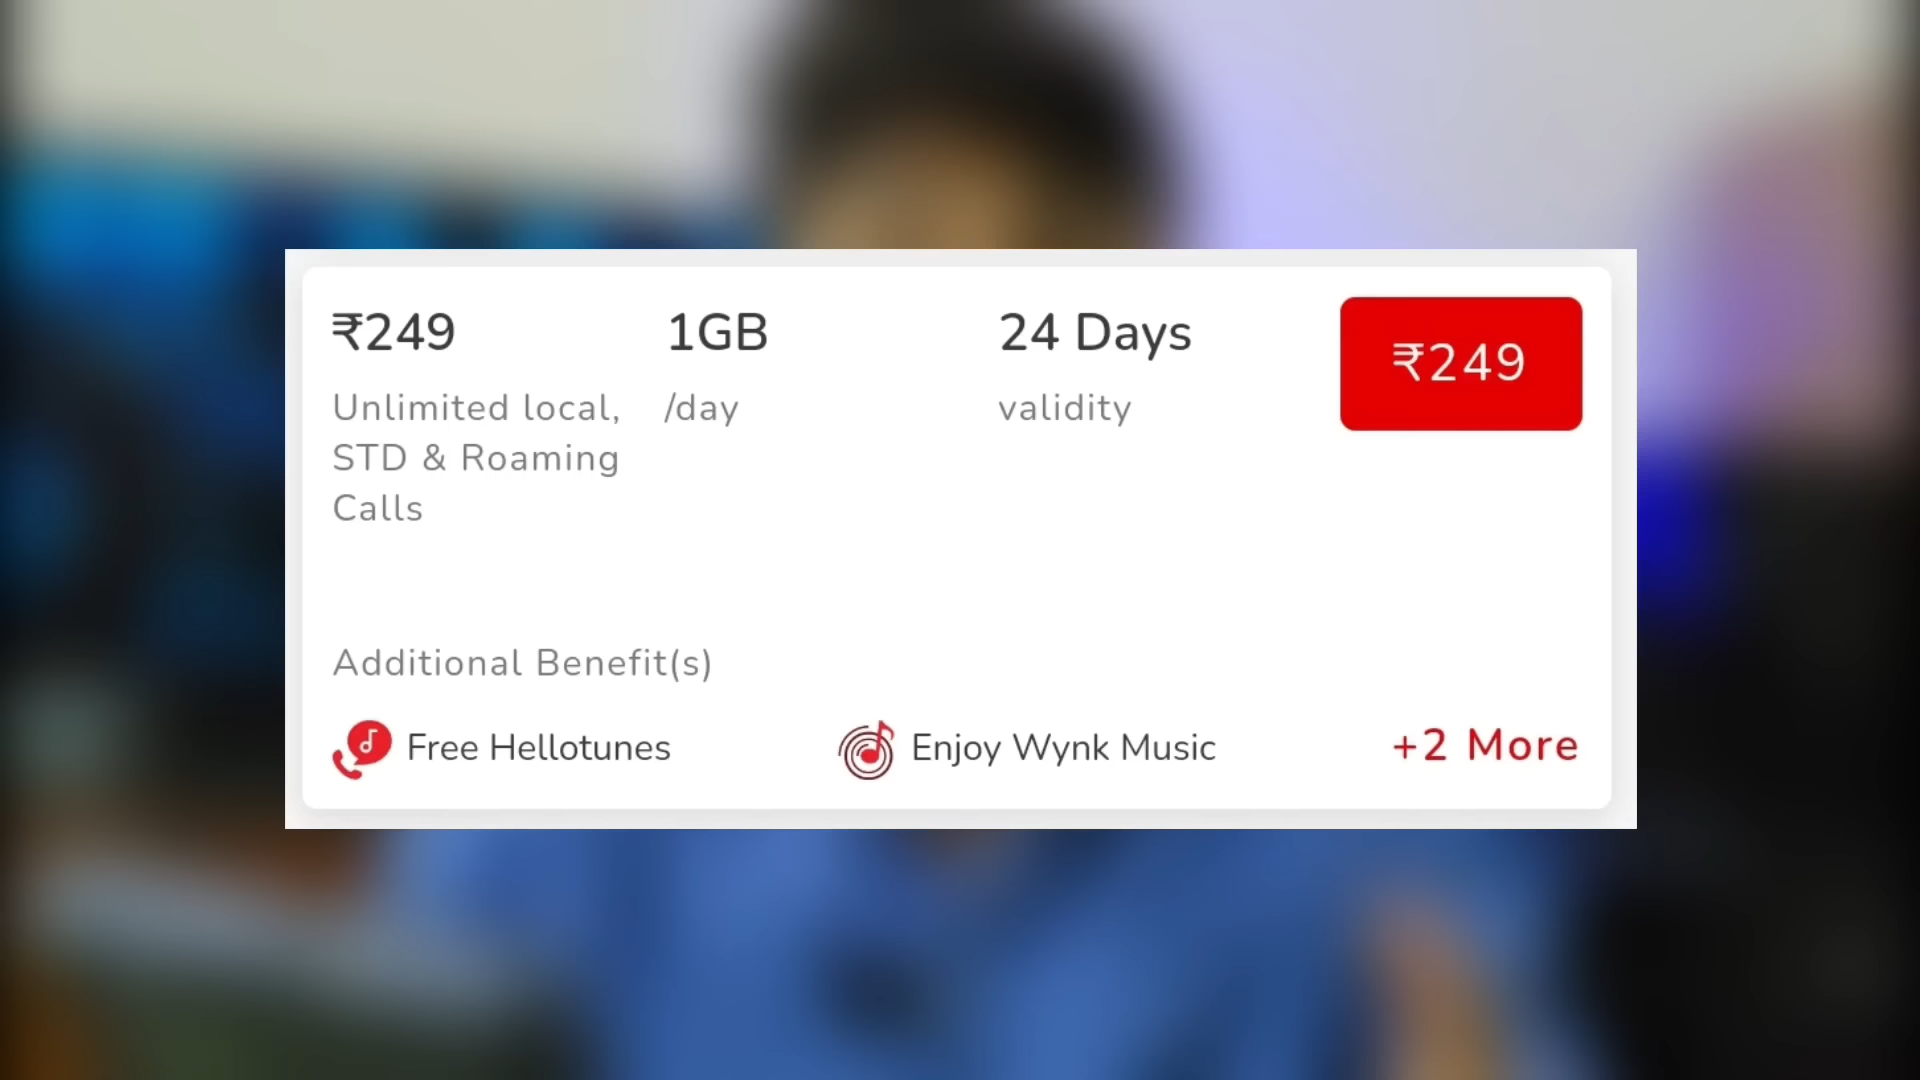 ₹249
1GB
24 Days
₹249
Unlimited local,
STD & Roaming
Calls
/day
validity
Additional Benefit(s)
Free Hellotunes
Enjoy Wynk Music
+2 More